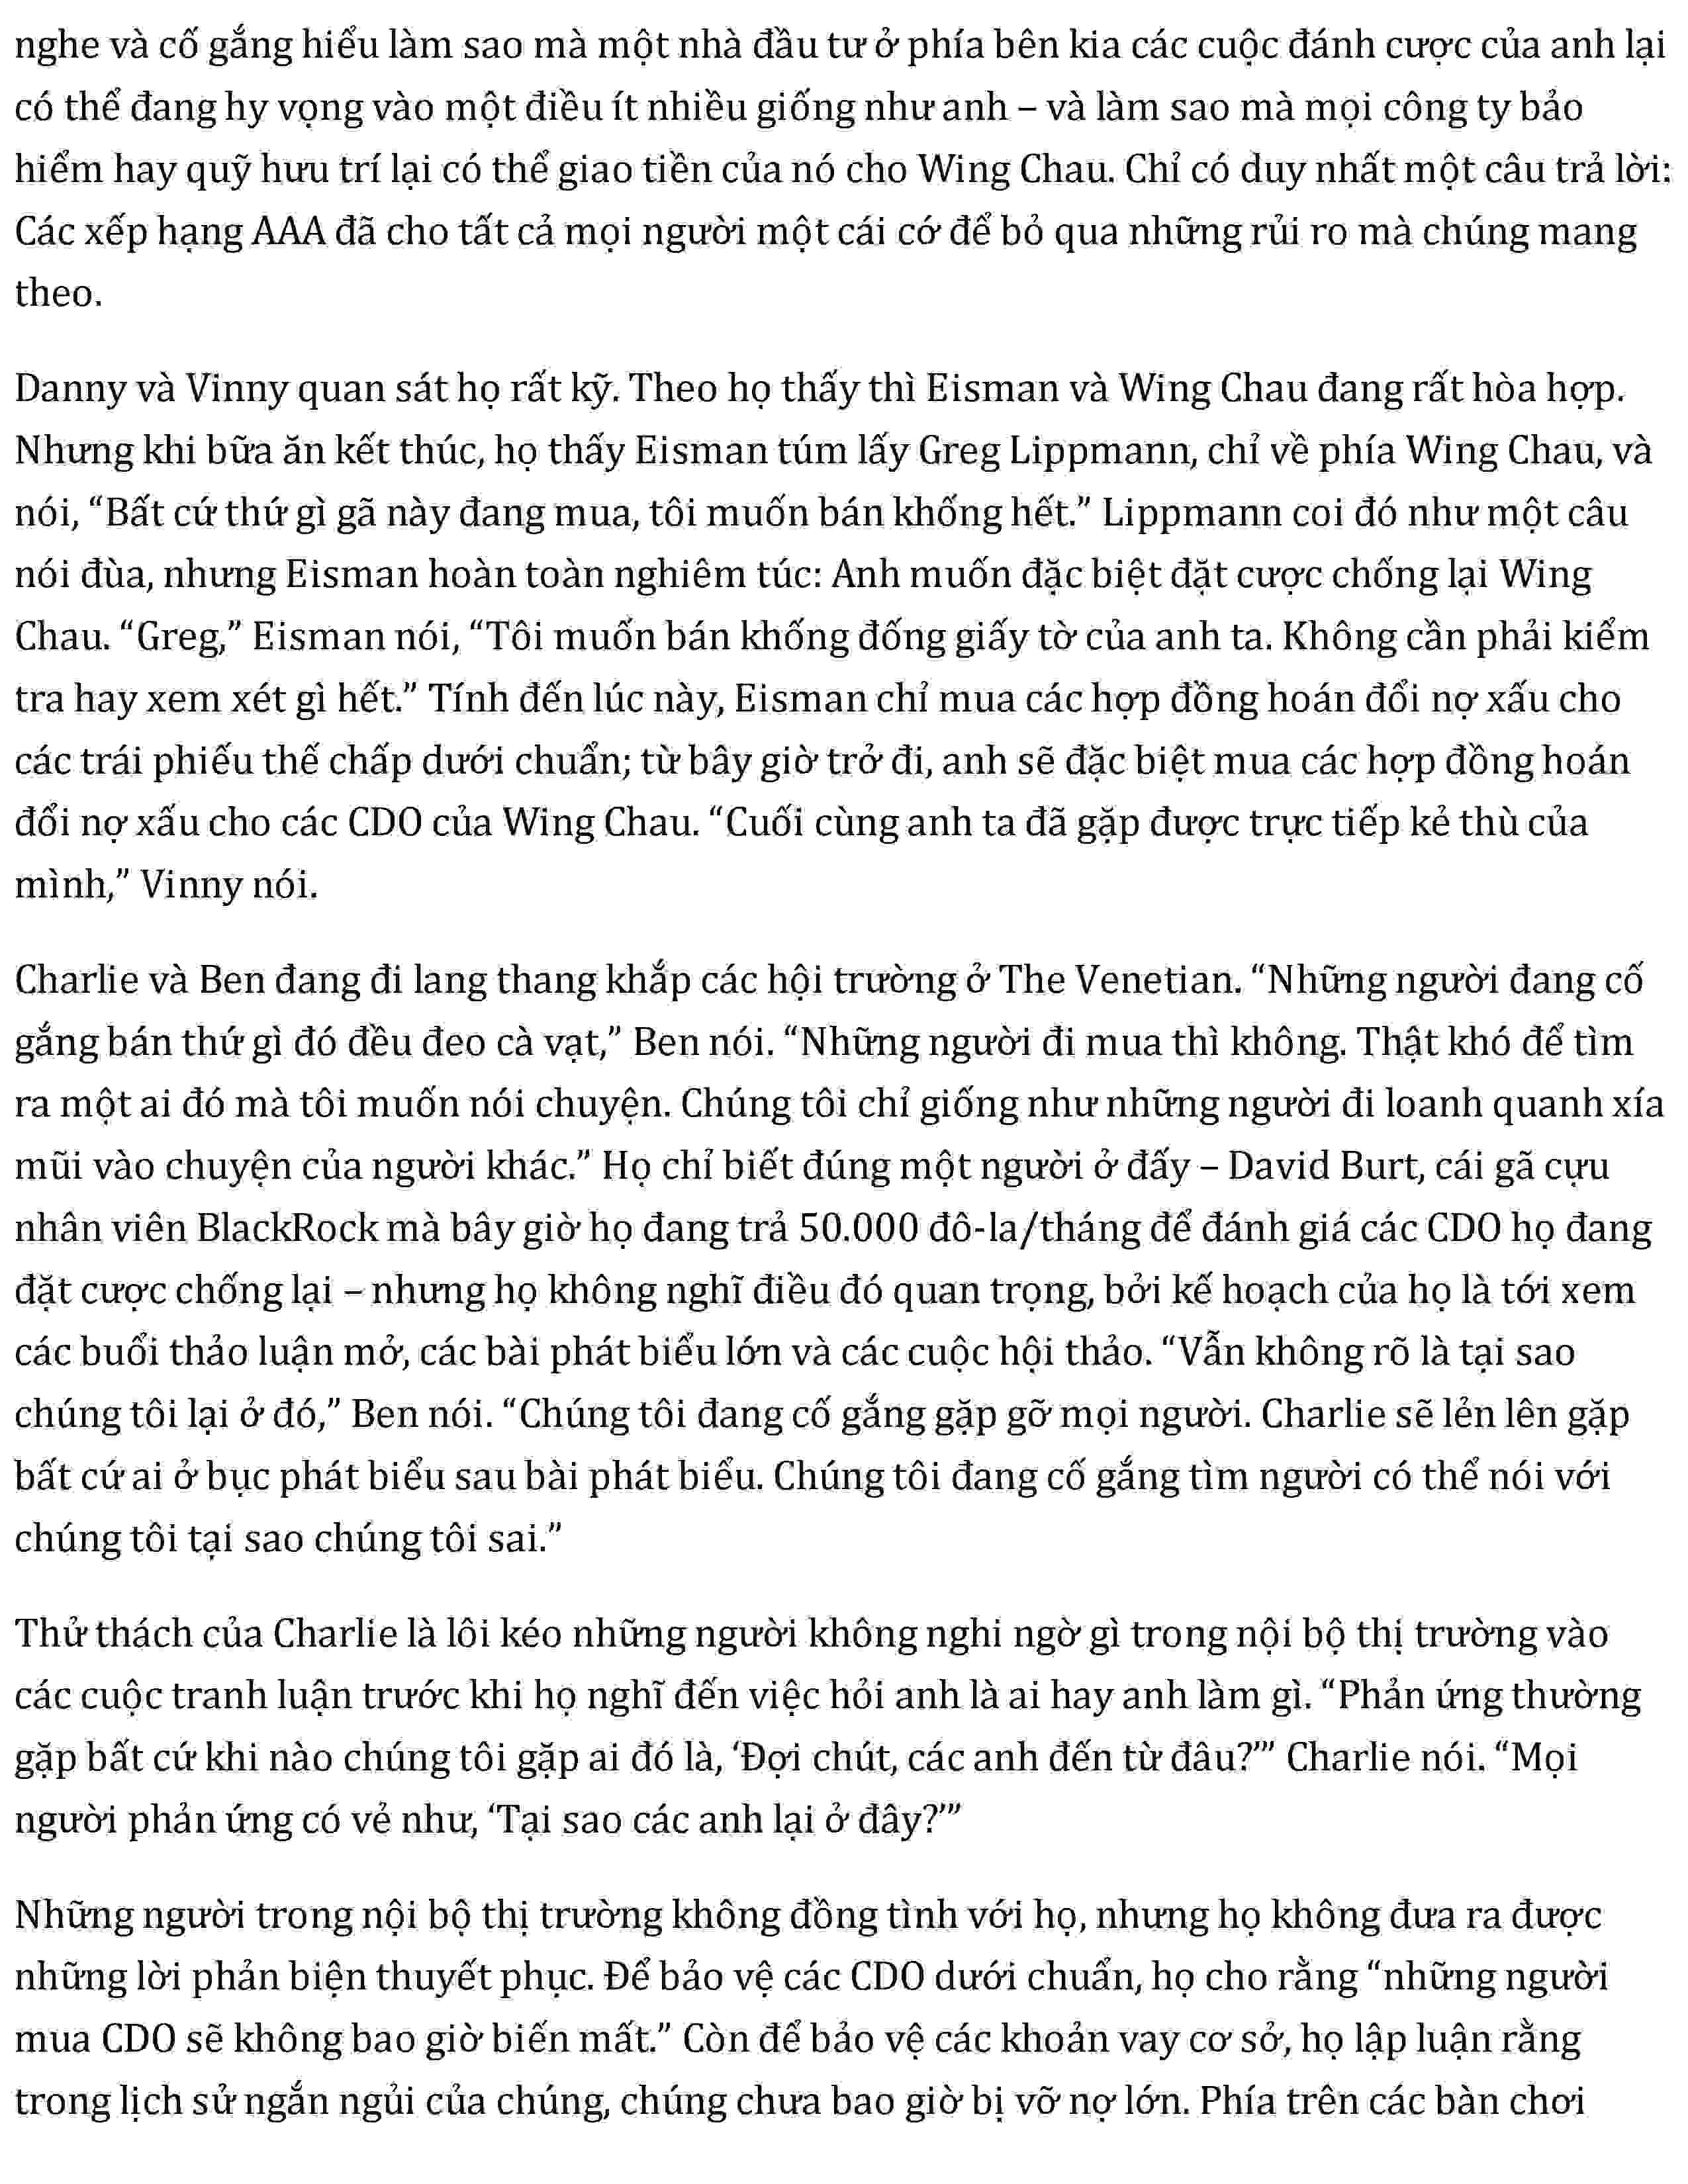 nghe và cố gắng hiểu làm sao mà một nhà đầu tư ở phía bên kia các cuộc đánh cược của anh lại
có thể đang hy vọng vào một điều ít nhiều giống như anh – và làm sao mà mọi công ty bảo
hiểm hay quỹ hưu trí lại có thể giao tiền của nó cho Wing Chau. Chỉ có duy nhất một câu trả lời:
Các xếp hạng AAA đã cho tất cả mọi người một cái cớ để bỏ qua những rủi ro mà chúng mang
theo.
Danny và Vinny quan sát họ rất kỹ. Theo họ thấy thì Eisman và Wing Chau đang rất hòa hợp.
Nhưng khi bữa ăn kết thúc, họ thấy Eisman túm lấy Greg Lippmann, chỉ về phía Wing Chau, và
nói, “Bất cứ thứ gì gã này đang mua, tôi muốn bán khống hết.” Lippmann coi đó như một câu
nói đùa, nhưng Eisman hoàn toàn nghiêm túc: Anh muốn đặc biệt đặt cược chống lại Wing
Chau. “Greg,” Eisman nói, “Tôi muốn bán khống đống giấy tờ của anh ta. Không cần phải kiểm
tra hay xem xét gì hết.” Tính đến lúc này, Eisman chỉ mua các hợp đồng hoán đổi nợ xấu cho
các trái phiếu thế chấp dưới chuẩn; từ bây giờ trở đi, anh sẽ đặc biệt mua các hợp đồng hoán
đổi nợ xấu cho các CDO của Wing Chau. “Cuối cùng anh ta đã gặp được trực tiếp kẻ thù của
mình,” Vinny nói.
Charlie và Ben đang đi lang thang khắp các hội trường ở The Venetian. “Những người đang cố
gắng bán thứ gì đó đều đeo cà vạt,” Ben nói. “Những người đi mua thì không. Thật khó để tìm
ra một ai đó mà tôi muốn nói chuyện. Chúng tôi chỉ giống như những người đi loanh quanh xía
mũi vào chuyện của người khác.” Họ chỉ biết đúng một người ở đấy – David Burt, cái gã cựu
nhân viên BlackRock mà bây giờ họ đang trả 50.000 đô-la/tháng để đánh giá các CDO họ đang
đặt cược chống lại – nhưng họ không nghĩ điều đó quan trọng, bởi kế hoạch của họ là tới xem
các buổi thảo luận mở, các bài phát biểu lớn và các cuộc hội thảo. “Vẫn không rõ là tại sao
chúng tôi lại ở đó,” Ben nói. “Chúng tôi đang cố gắng gặp gỡ mọi người. Charlie sẽ lẻn lên gặp
bất cứ ai ở bục phát biểu sau bài phát biểu. Chúng tôi đang cố gắng tìm người có thể nói với
chúng tôi tại sao chúng tôi sai.”
Thử thách của Charlie là lôi kéo những người không nghi ngờ gì trong nội bộ thị trường vào
các cuộc tranh luận trước khi họ nghĩ đến việc hỏi anh là ai hay anh làm gì. “Phản ứng thường
gặp bất cứ khi nào chúng tôi gặp ai đó là, ‘Đợi chút, các anh đến từ đâu?’” Charlie nói. “Mọi
người phản ứng có vẻ như, ‘Tại sao các anh lại ở đây?’”
Những người trong nội bộ thị trường không đồng tình với họ, nhưng họ không đưa ra được
những lời phản biện thuyết phục. Để bảo vệ các CDO dưới chuẩn, họ cho rằng “những người
mua CDO sẽ không bao giờ biến mất.” Còn để bảo vệ các khoản vay cơ sở, họ lập luận rằng
trong lịch sử ngắn ngủi của chúng, chúng chưa bao giờ bị vỡ nợ lớn. Phía trên các bàn chơi